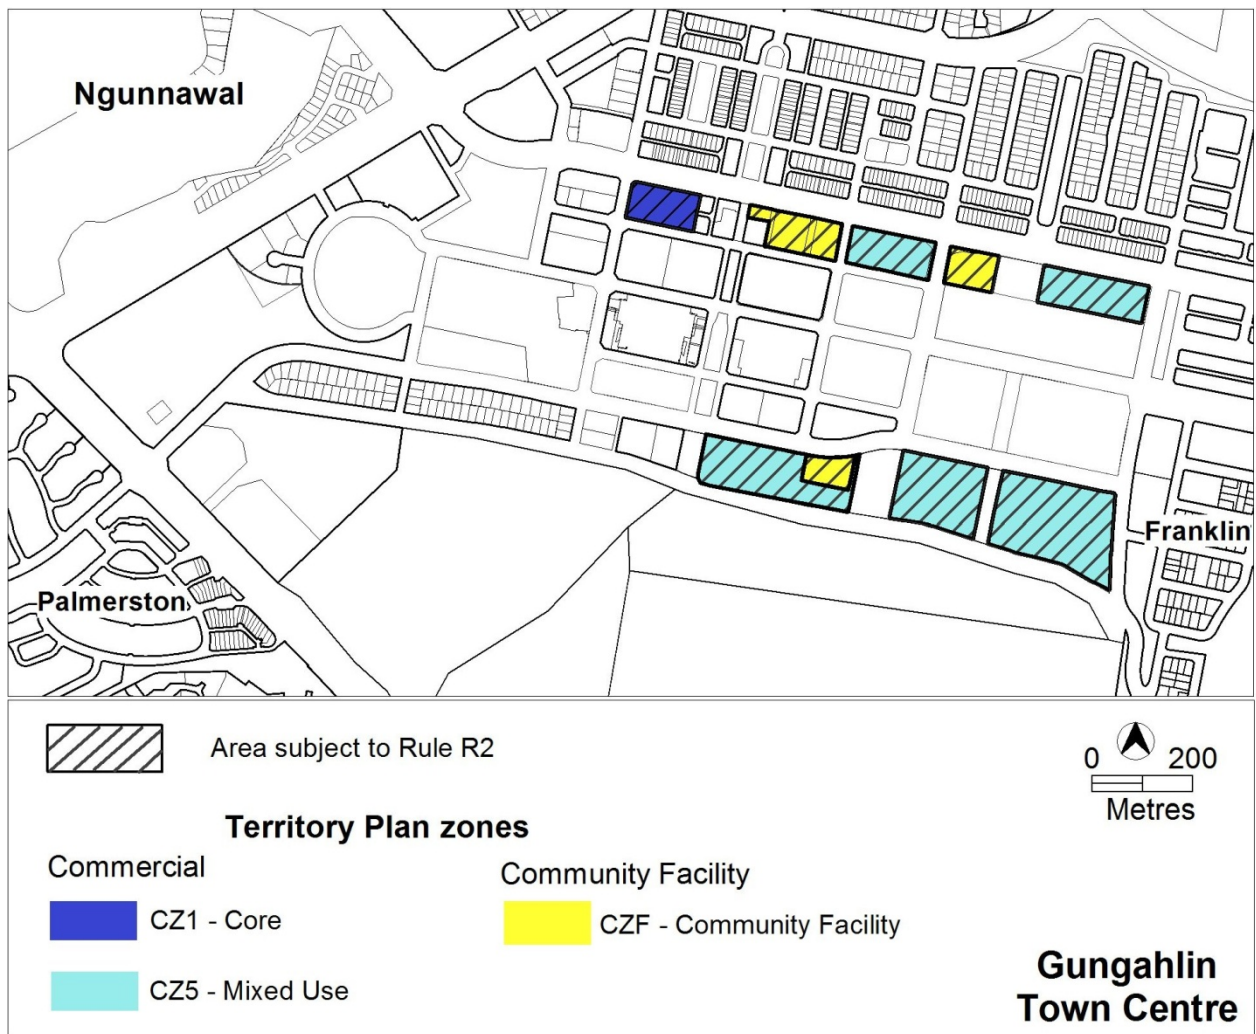 Ngunnawal
Franklin
Palmerston
Area subject to Rule R2
0 200
Metres
Territory Plan zones
Commercial
CZ1 - Core
CZ5 - Mixed Use
Community Facility
CZF - Community Facility
Gungahlin
Town Centre